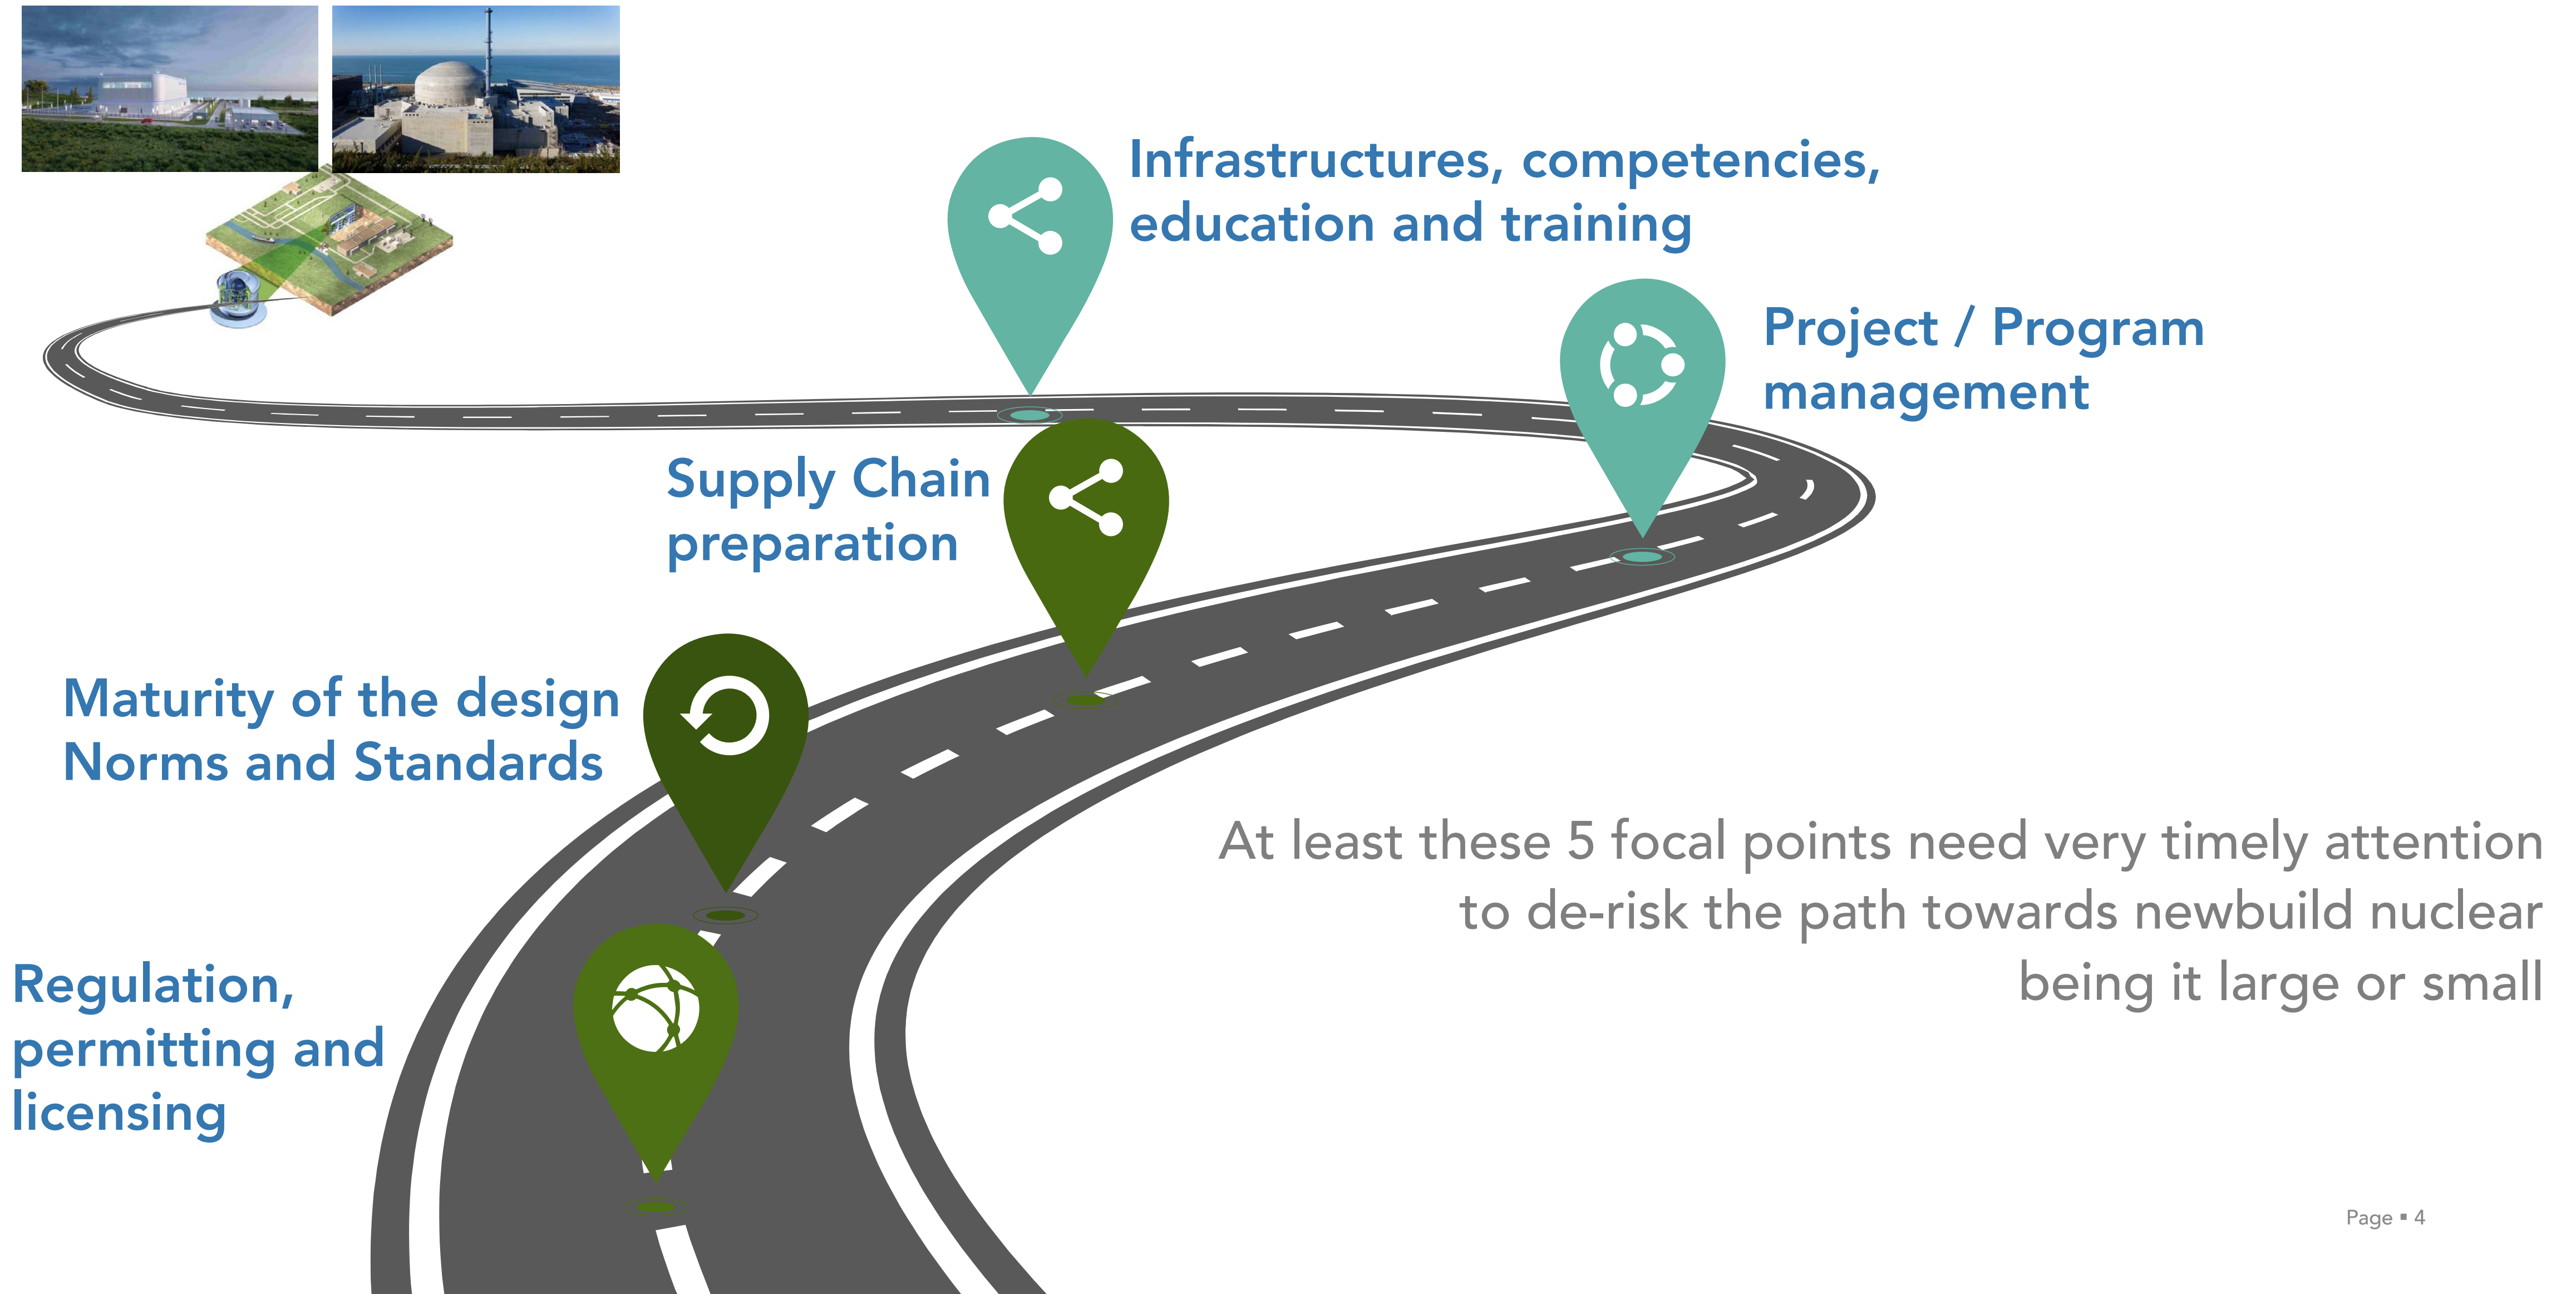 Infrastructures, competencies,
education and training
Project / Program
management
Supply Chain
preparation
Maturity of the design
Norms and Standards
At least these 5 focal points need very timely attention
to de-risk the path towards newbuild nuclear
being it large or small
Regulation,
permitting and
licensing
Page ▪ 4